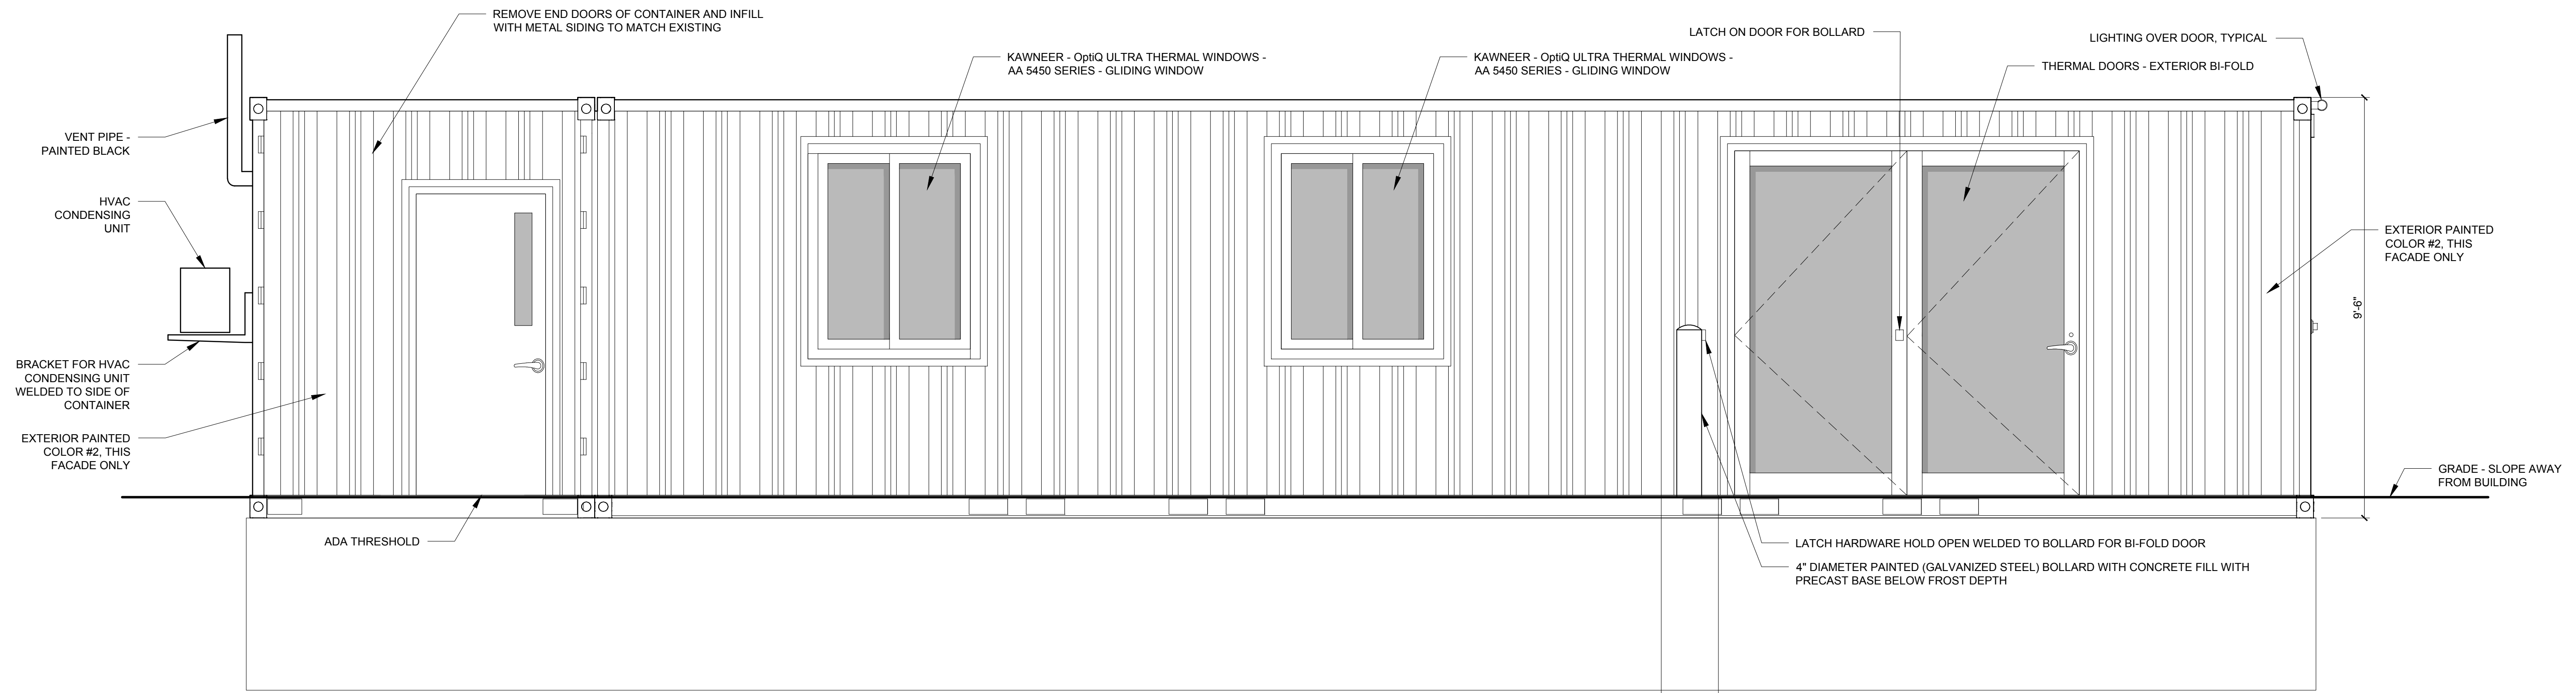 REMOVE END DOORS OF CONTAINER AND INFILL
WITH METAL SIDING TO MATCH EXISTING
KAWNEER - OptiQ ULTRA THERMAL WINDOWS -
AA 5450 SERIES - GLIDING WINDOW
KAWNEER - OptiQ ULTRA THERMAL WINDOWS -
AA 5450 SERIES - GLIDING WINDOW
LATCH ON DOOR FOR BOLLARD
LIGHTING OVER DOOR, TYPICAL
THERMAL DOORS - EXTERIOR BI-FOLD
VENT PIPE -
PAINTED BLACK
HVAC
CONDENSING
UNIT
BRACKET FOR HVAC
CONDENSING UNIT
WELDED TO SIDE OF
CONTAINER
EXTERIOR PAINTED
COLOR #2, THIS
FACADE ONLY
EXTERIOR PAINTED
COLOR #2, THIS
FACADE ONLY
9'-6"
GRADE - SLOPE AWAY
FROM BUILDING
ADA THRESHOLD
LATCH HARDWARE HOLD OPEN WELDED TO BOLLARD FOR BI-FOLD DOOR
4" DIAMETER PAINTED (GALVANIZED STEEL) BOLLARD WITH CONCRETE FILL WITH
PRECAST BASE BELOW FROST DEPTH